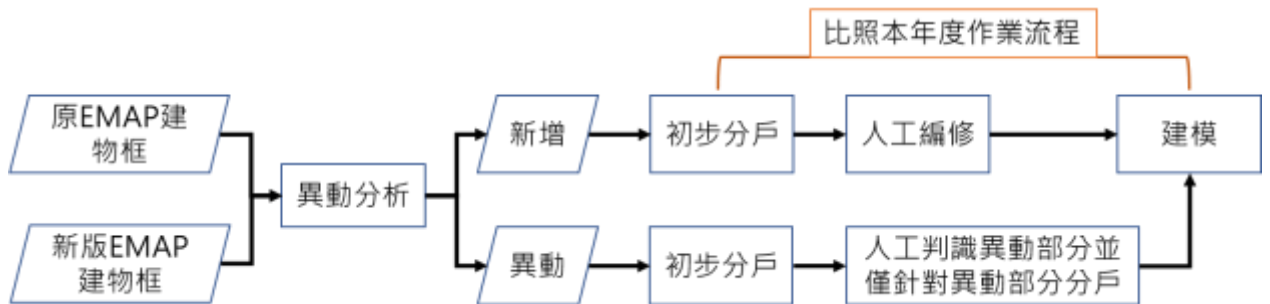 比照本年度作業流程
原EMAP建
物框
新增
初步分戶
人工編修
建模
異動分析
新版EMAP
建物框
異動
初步分戶
人工判識異動部分並
僅針對異動部分分戶